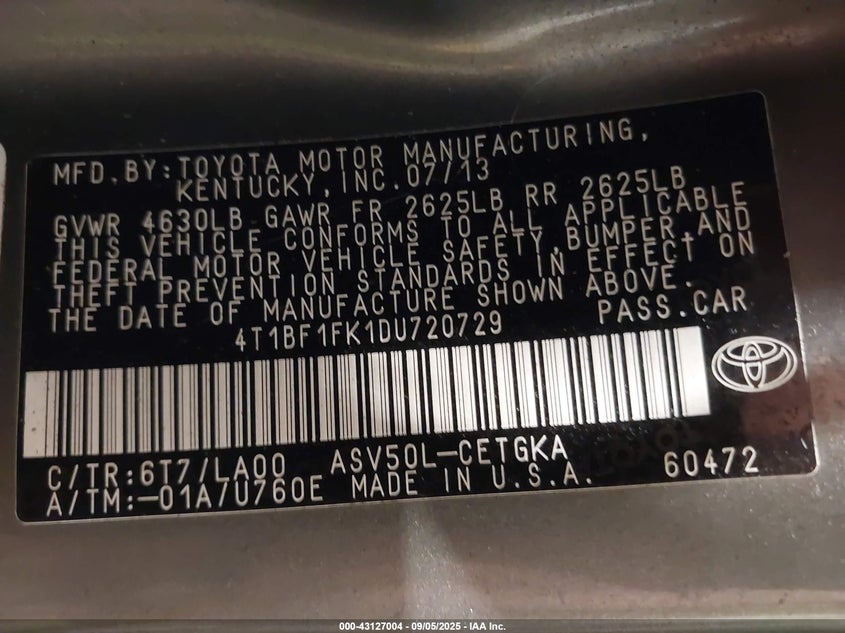 MFD.BY:TOYOTA MOTOR MANUFACTURING,
KENTUCKY,INC.07/13
GVWR 4630LB GAWR FR 2625LB RR 2625LB
THIS VEHICLE CONFORMS TO ALL APPLICABLE
FEDERAL MOTOR VEHICLE SAFETY,BUMPER,AND
THEFT PREVENTION STANDARDS IN EFFECT ON
THE DATE OF MANUFACTURE SHOWN ABOVE.
4T1BF1FK1DU720729 PASS.CAR
C/TR:6T7/LA00 ASV50L-CETGKA
A/TM:-01A/U760E MADE IN U.S.A. 60472
000-43127004 - 09/05/2025 - IAA Inc.